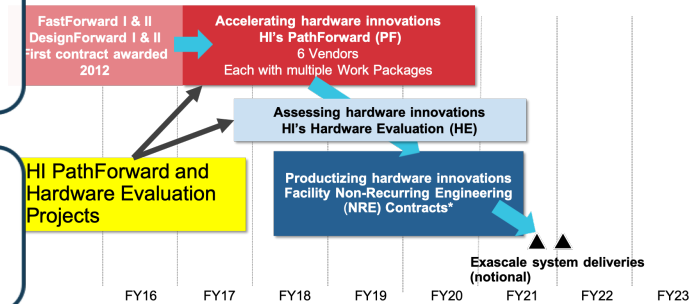 FastForward I & II
DesignForward I & II
First contract awarded
2012
Accelerating hardware innovations
HI's PathForward (PF)
6 Vendors
Each with multiple Work Packages
Assessing hardware innovations
HI's Hardware Evaluation (HE)
HI PathForward and
Hardware Evaluation
Projects
Productizing hardware innovations
Facility Non-Recurring Engineering
(NRE) Contracts*
Exascale system deliveries
(notional)
FY16 FY17 FY18 FY19 FY20 FY21 FY22 FY23